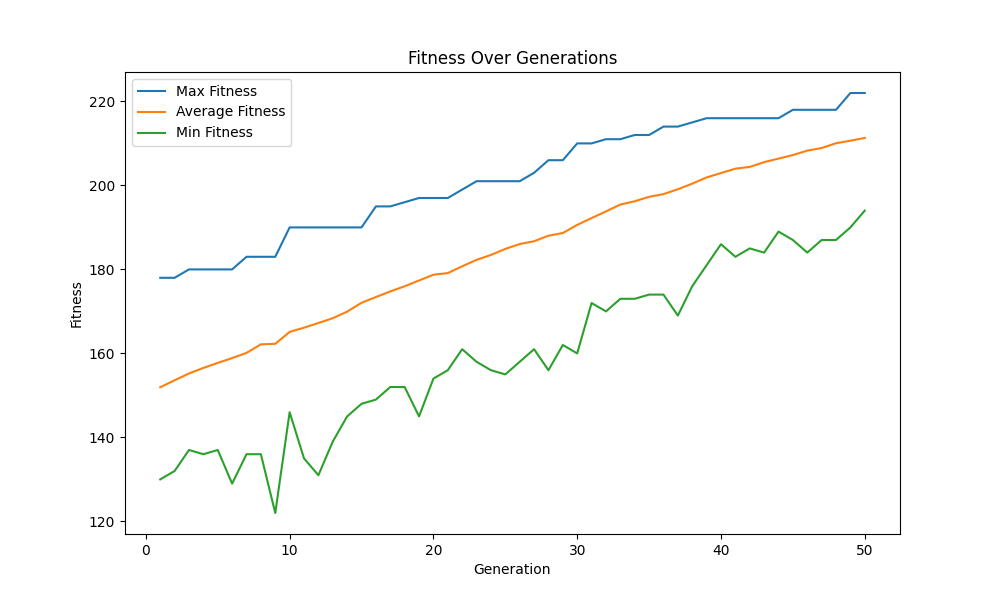 Fitness Over Generations
Max Fitness
Average Fitness
Min Fitness
220
200
180
160
140
120
Fitness
0 10 20 30 40 50
Generation